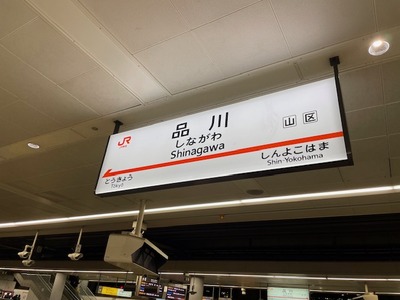 JR
品川
しながわ
Shinagawa
山区
とうきょう
Tōkyō
しんよこはま
Shin-Yokohama